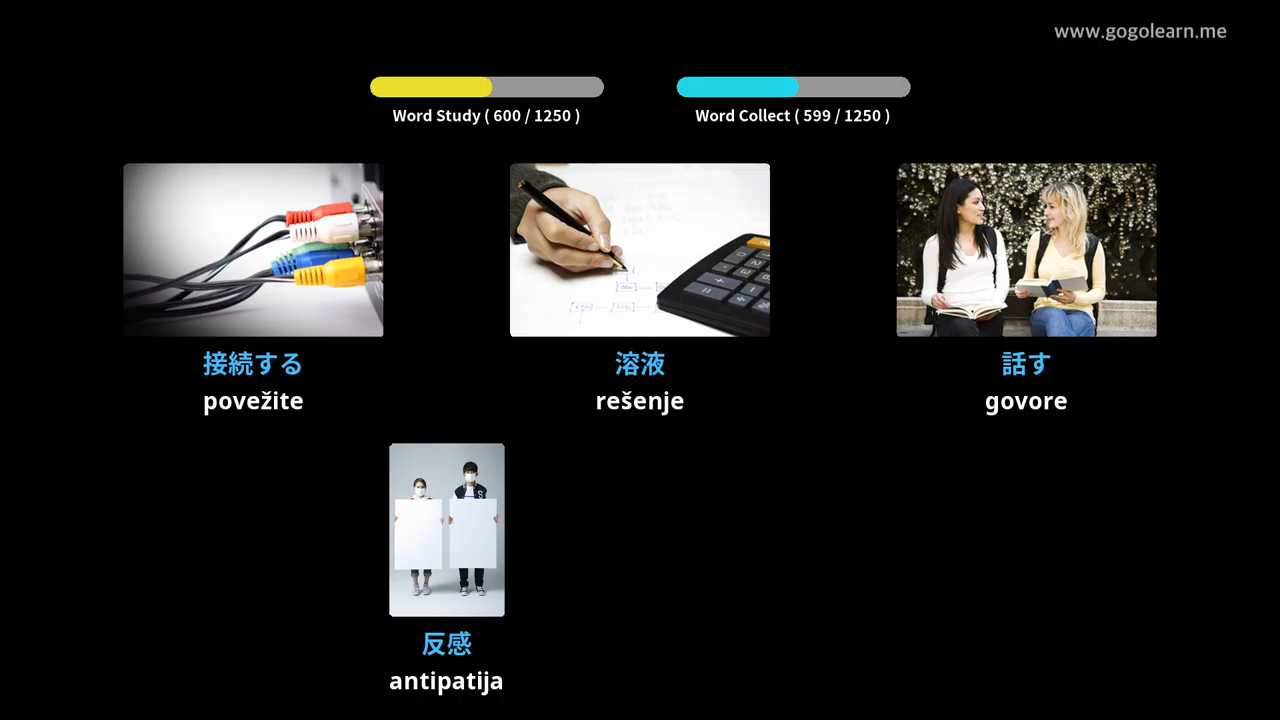 www.gogolearn.me
Word Study ( 600 / 1250 )
Word Collect ( 599 / 1250 )
接続する
povežite
溶液
rešenje
話す
govore
反感
antipatija